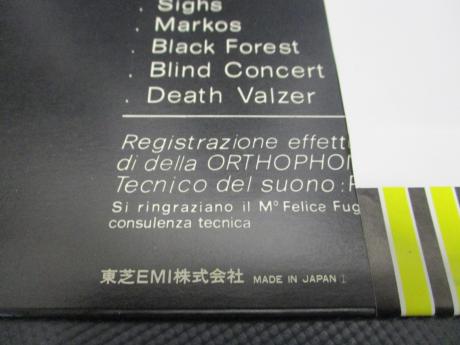 . Sighs
. Markos
. Black Forest
. Blind Concert
. Death Valzer
Registrazione effett
di della ORTHOPHON
Tecnico del suono:
Si ringraziano il Mº Felice Fug
consulenza tecnica
東芝EMI株式会社 MADE IN JAPAN